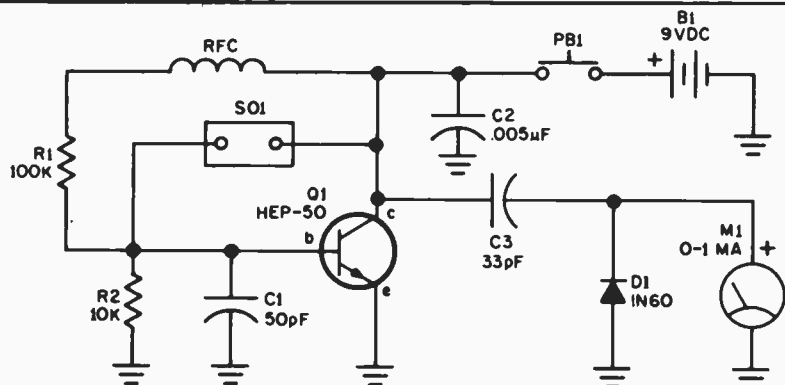 RFC
PB1
B1
9VDC
+
SO1
R1
100K
C2
.005µF
Q1
HEP-50
c
b
e
C3
33pF
M1
0-1 MA +
R2
10K
C1
50pF
D1
1N60